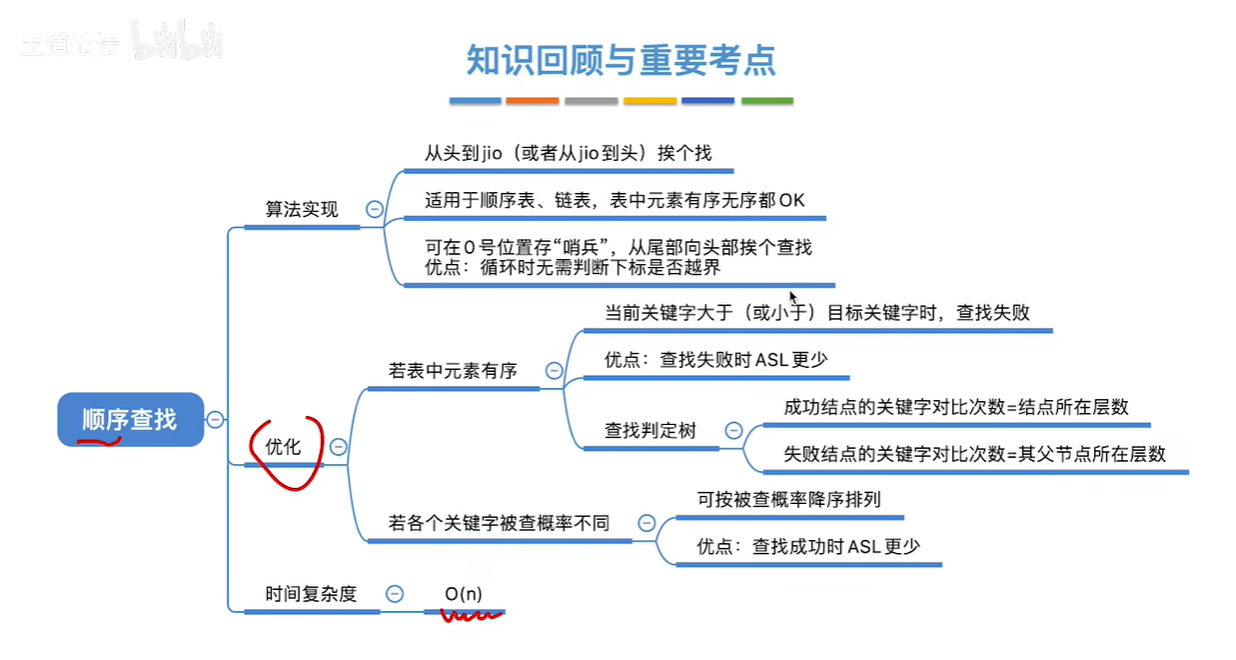 王道论坛 bilibili
知识回顾与重要考点
从头到jio（或者从jio到头）挨个找
算法实现
适用于顺序表、链表，表中元素有序无序都OK
可在0号位置存“哨兵”，从尾部向头部挨个查找
优点：循环时无需判断下标是否越界
顺序查找
优化
若表中元素有序
当前关键字大于（或小于）目标关键字时，查找失败
优点：查找失败时ASL更少
查找判定树
成功结点的关键字对比次数=结点所在层数
失败结点的关键字对比次数=其父节点所在层数
若各个关键字被查概率不同
可按被查概率降序排列
优点：查找成功时ASL更少
时间复杂度
O(n)